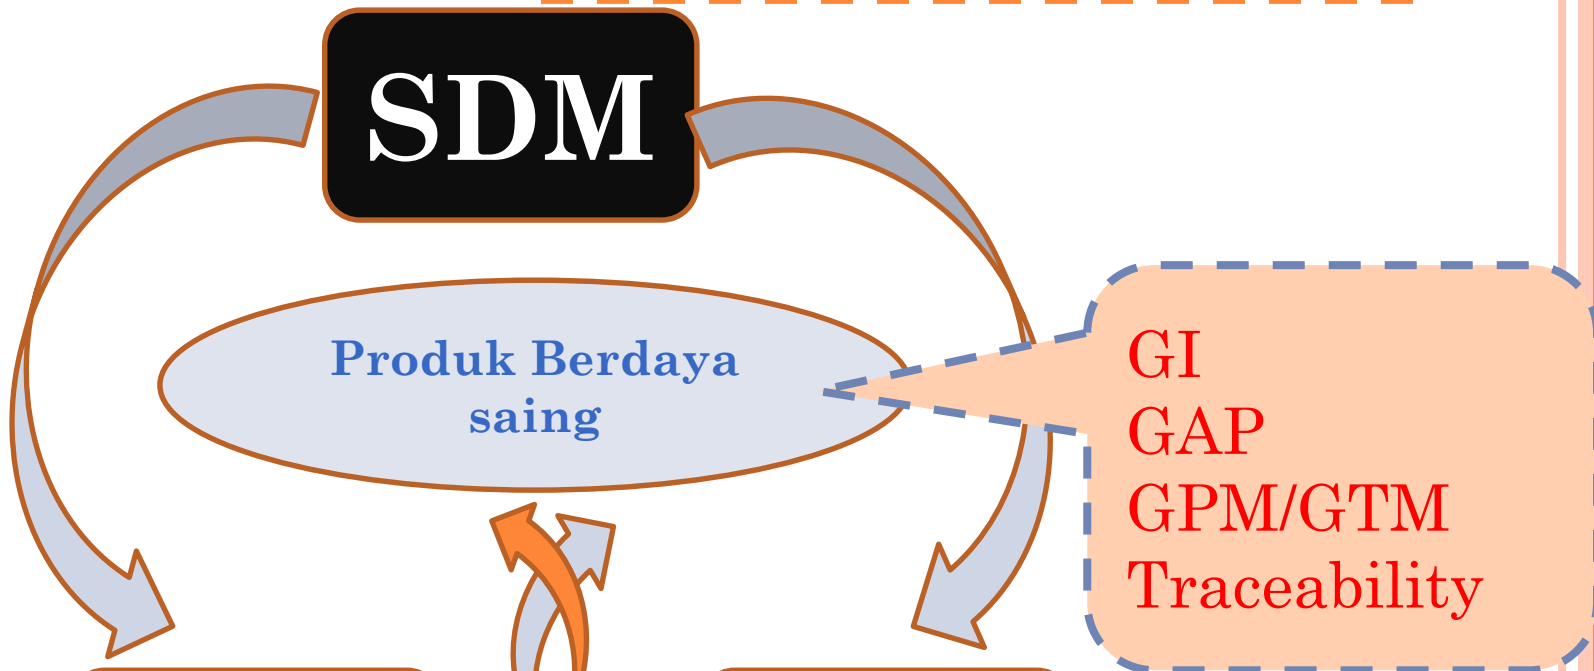 SDM
Produk Berdaya
saing
GI
GAP
GPM/GTM
Traceability